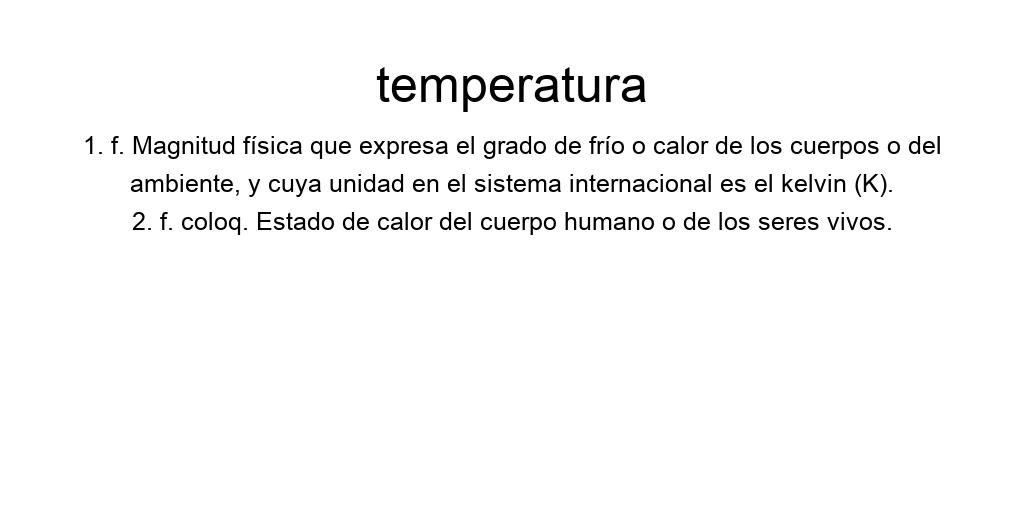 temperatura
1. f. Magnitud física que expresa el grado de frío o calor de los cuerpos o del
ambiente, y cuya unidad en el sistema internacional es el kelvin (K).
2. f. coloq. Estado de calor del cuerpo humano o de los seres vivos.